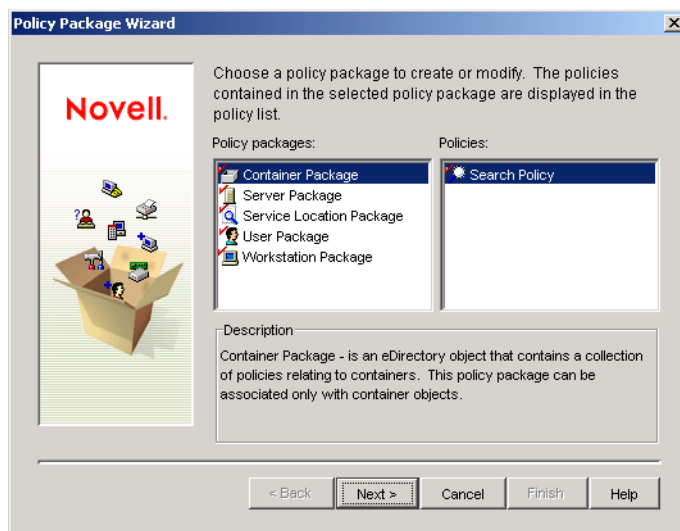 Policy Package Wizard
Novell.
Choose a policy package to create or modify. The policies
contained in the selected policy package are displayed in the
policy list.
Policy packages:
Policies:
Container Package
Server Package
Service Location Package
User Package
Workstation Package
Search Policy
Description
Container Package - is an eDirectory object that contains a collection
of policies relating to containers. This policy package can be
associated only with container objects.
< Back
Next >
Cancel
Finish
Help